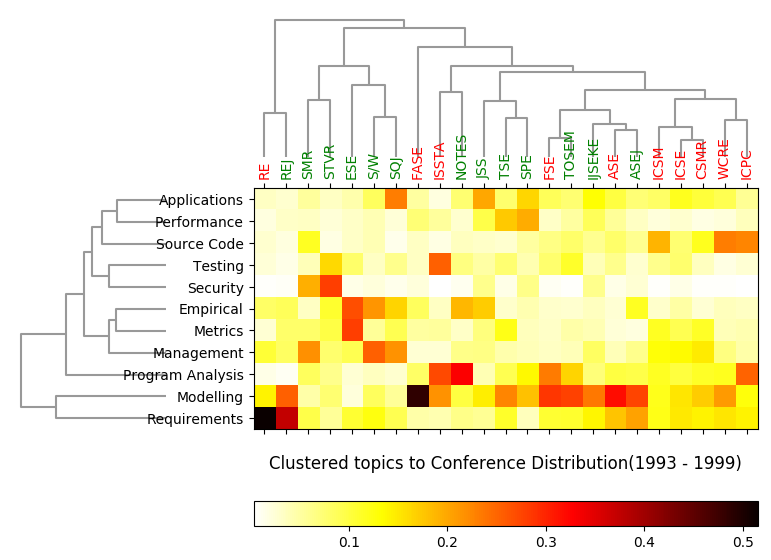 RE
REJ
SMR
STVR
ESE
S/W
SQJ
FASE
ISSTA
NOTES
JSS
TSE
SPE
FSE
TOSEM
IJSEKE
ASE
ASEJ
ICSM
ICSE
CSMR
WCRE
ICPC
Applications
Performance
Source Code
Testing
Security
Empirical
Metrics
Management
Program Analysis
Modelling
Requirements
Clustered topics to Conference Distribution(1993 - 1999)
0.1 0.2 0.3 0.4 0.5